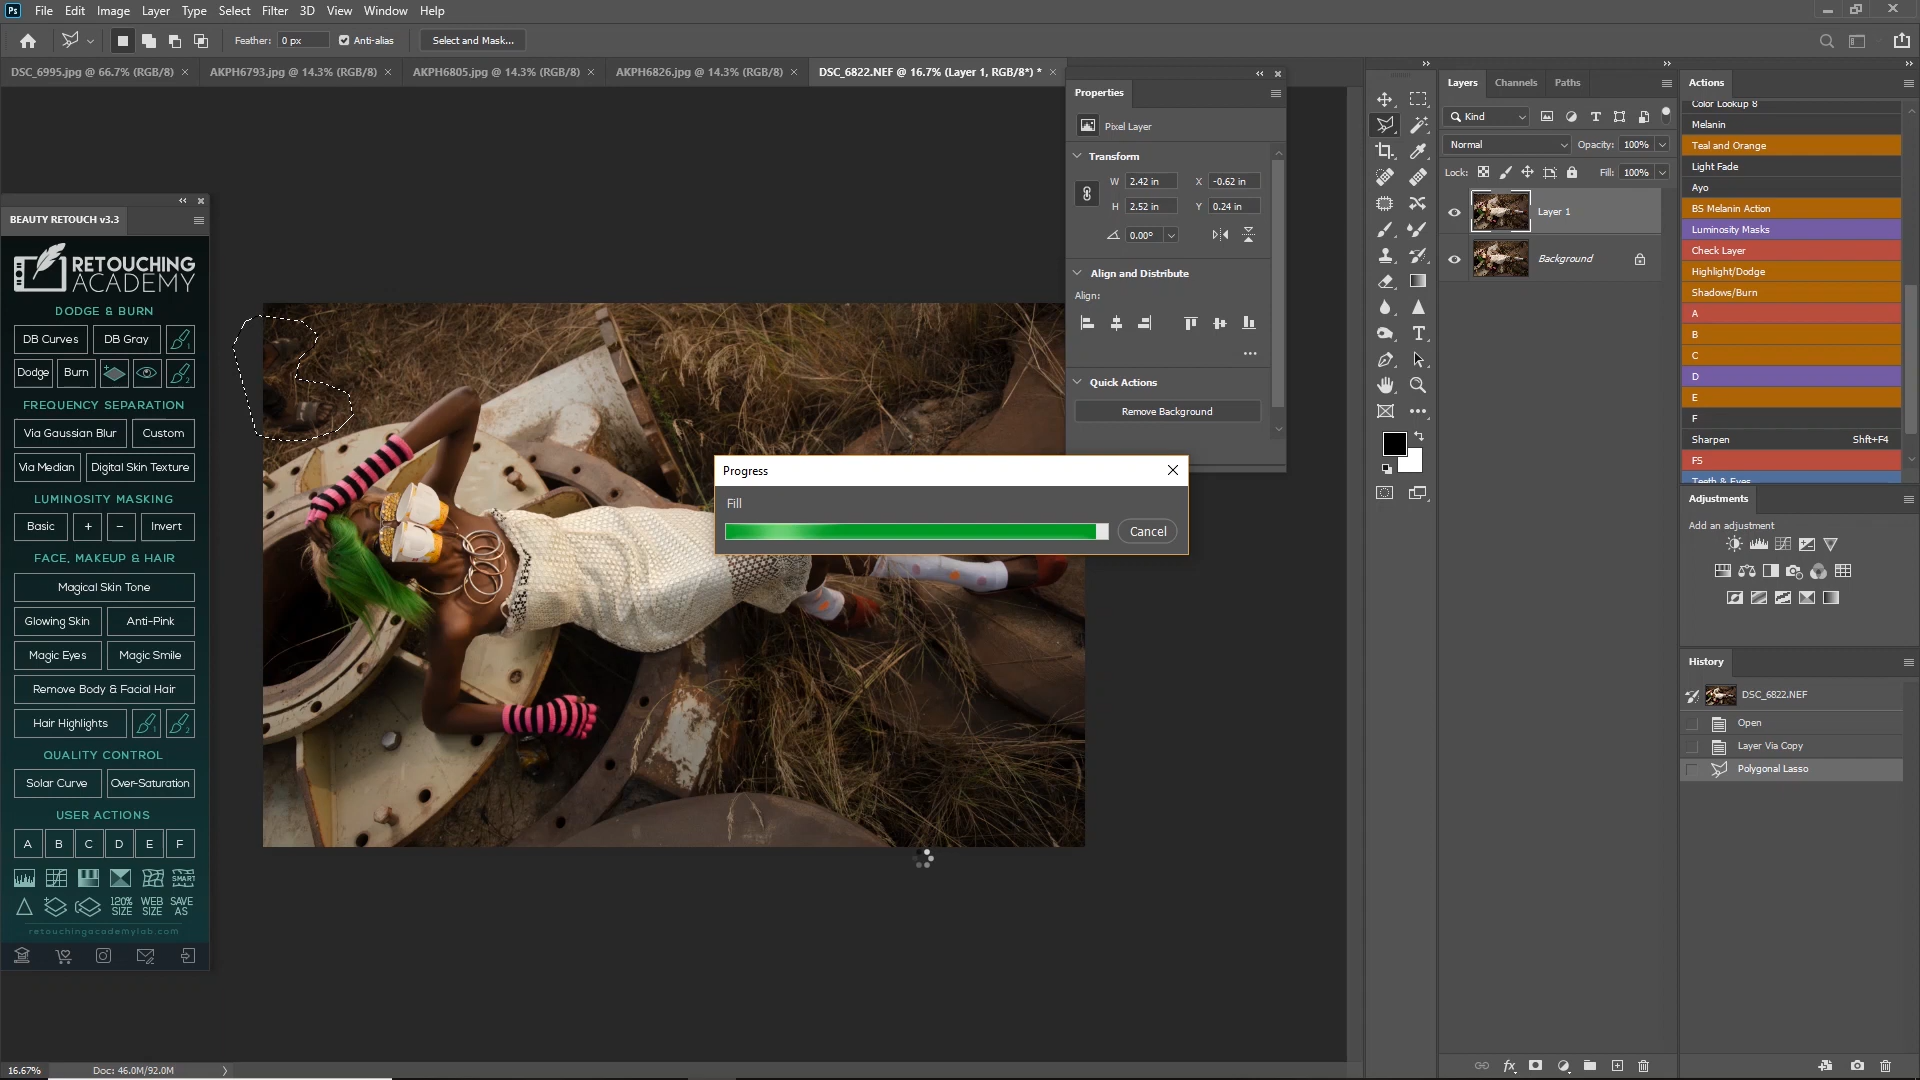 Ps File Edit Image Layer Type Select Filter 3D View Window Help
Feather: 0 px Anti-alias Select and Mask...
DSC_6995.jpg @ 66.7% (RGB/8) AKPH6793.jpg @ 14.3% (RGB/8) AKPH6805.jpg @ 14.3% (RGB/8) AKPH6826.jpg @ 14.3% (RGB/8) DSC_6822.NEF @ 16.7% (Layer 1, RGB/8*) *
BEAUTY RETOUCH v3.3
RETOUCHING
ACADEMY
DODGE & BURN
DB Curves DB Gray 1
Dodge Burn 2
FREQUENCY SEPARATION
Via Gaussian Blur Custom
Via Median Digital Skin Texture
LUMINOSITY MASKING
Basic + − Invert
FACE, MAKEUP & HAIR
Magical Skin Tone
Glowing Skin Anti-Pink
Magic Eyes Magic Smile
Remove Body & Facial Hair
Hair Highlights 1 2
QUALITY CONTROL
Solar Curve Over-Saturation
USER ACTIONS
A B C D E F
SMART
120% SIZE WEB SIZE SAVE AS
retouchingacademylab.com
Properties
Pixel Layer
Transform
W 2.42 in X -0.62 in
H 2.52 in Y 0.24 in
0.00°
Align and Distribute
Align:
Quick Actions
Remove Background
Progress
Fill
Cancel
Layers Channels Paths
Kind
Normal Opacity: 100%
Lock: Fill: 100%
Layer 1
Background
Actions
Color Lookup 8
Melanin
Teal and Orange
Light Fade
Ayo
BS Melanin Action
Luminosity Masks
Check Layer
Highlight/Dodge
Shadows/Burn
A
B
C
D
E
F
Sharpen Shft+F4
FS
Teeth & Eyes
Adjustments
Add an adjustment
History
DSC_6822.NEF
Open
Layer Via Copy
Polygonal Lasso
16.67% Doc: 46.0M/92.0M